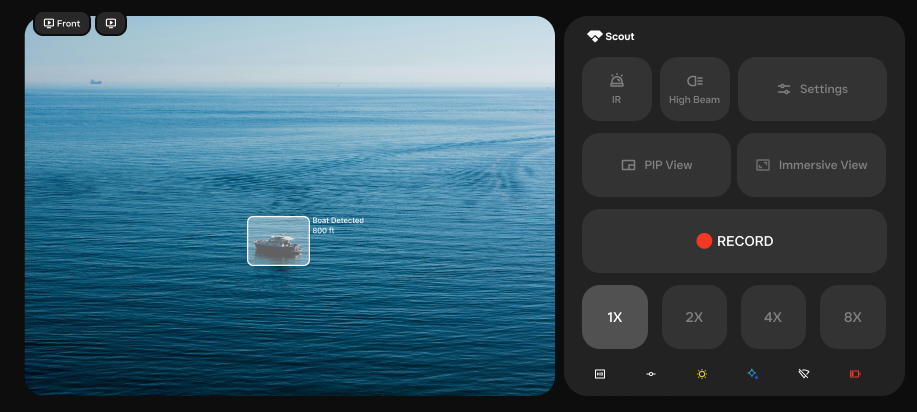 Front
Scout
IR
High Beam
Settings
PIP View
Immersive View
RECORD
Boat Detected
800 ft
1X
2X
4X
8X